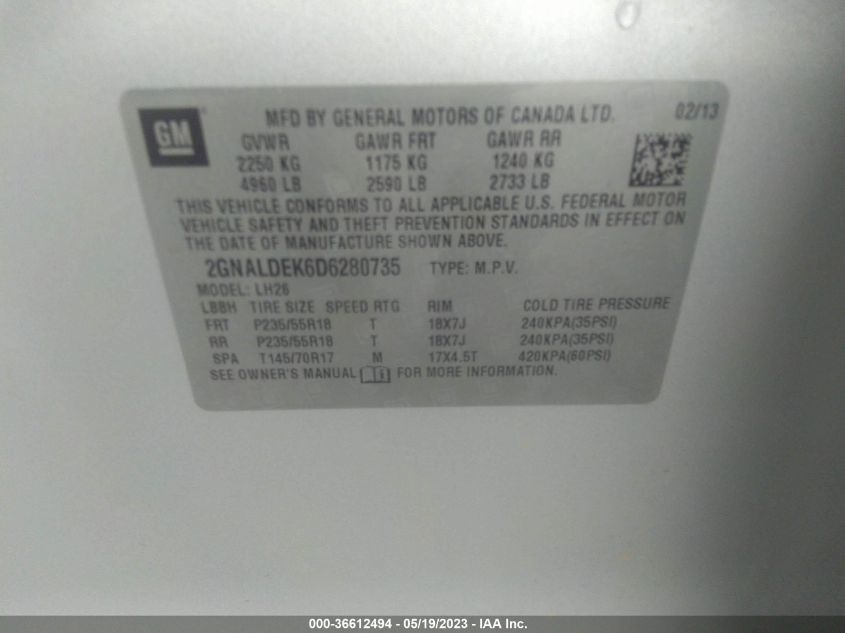 GM
MFD BY GENERAL MOTORS OF CANADA LTD. 02/13
GVWR GAWR FRT GAWR RR
2250 KG 1175 KG 1240 KG
4960 LB 2590 LB 2733 LB
THIS VEHICLE CONFORMS TO ALL APPLICABLE U.S. FEDERAL MOTOR
VEHICLE SAFETY AND THEFT PREVENTION STANDARDS IN EFFECT ON
THE DATE OF MANUFACTURE SHOWN ABOVE.
2GNALDEK6D6280735 TYPE: M.P.V.
MODEL: LH26
LBBH TIRE SIZE SPEED RTG RIM COLD TIRE PRESSURE
FRT P235/55R18 T 18X7J 240KPA(35PSI)
RR P235/55R18 T 18X7J 240KPA(35PSI)
SPA T145/70R17 M 17X4.5T 420KPA(60PSI)
SEE OWNER'S MANUAL FOR MORE INFORMATION.
000-36612494 - 05/19/2023 - IAA Inc.